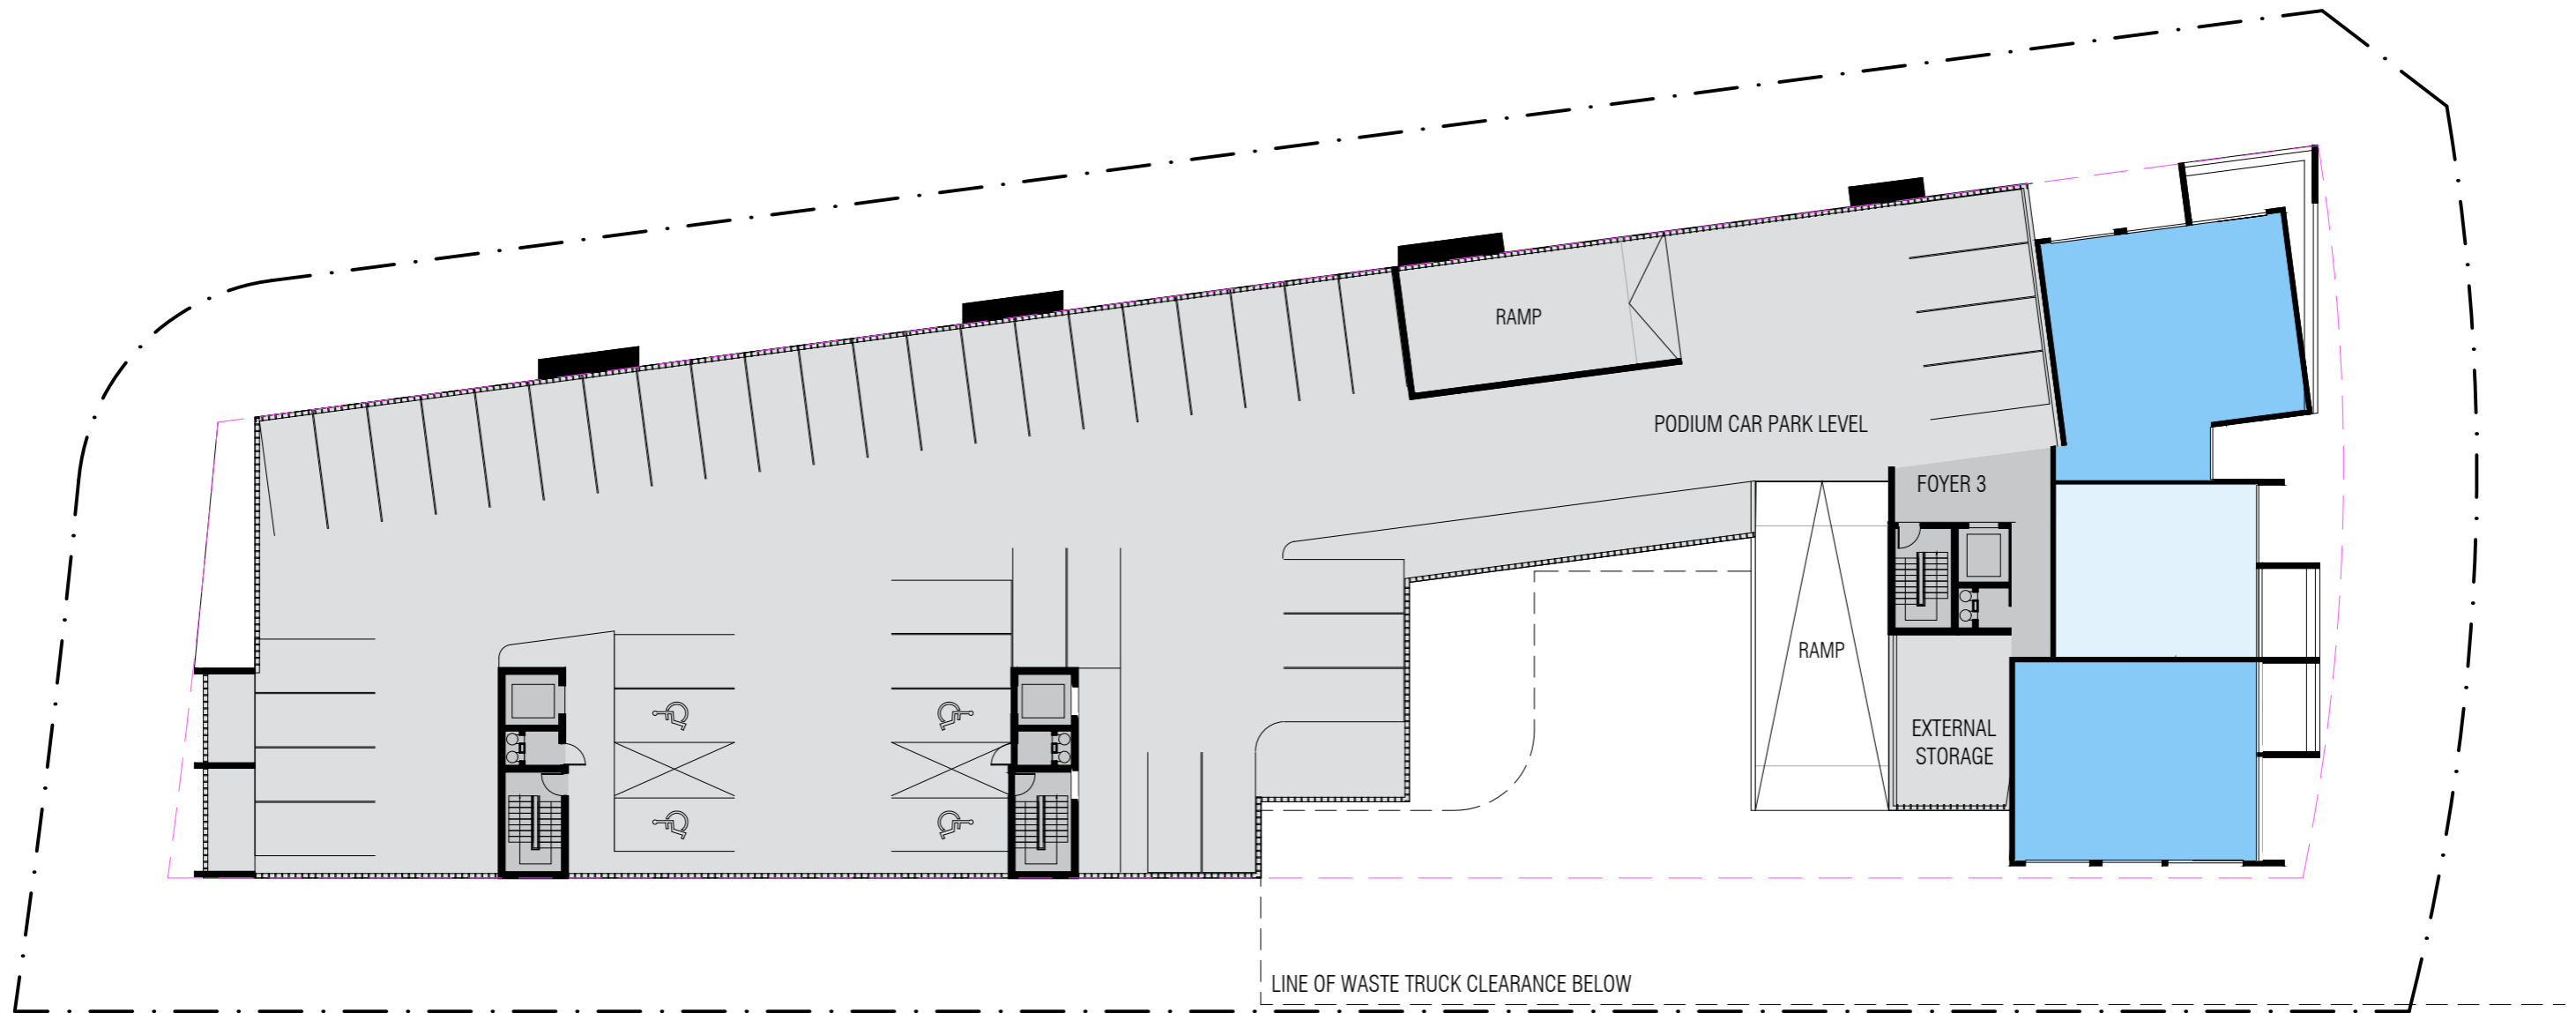 RAMP
PODIUM CAR PARK LEVEL
FOYER 3
RAMP
EXTERNAL
STORAGE
LINE OF WASTE TRUCK CLEARANCE BELOW